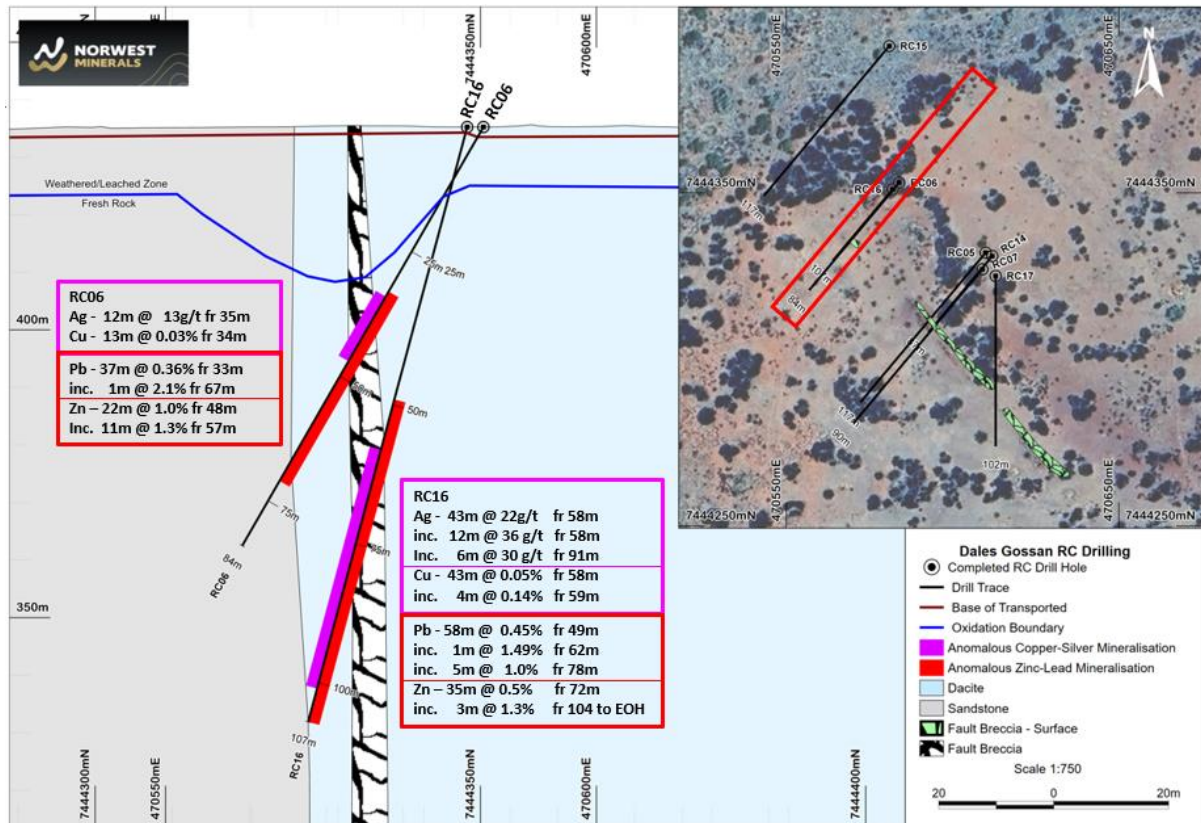 NORWEST
MINERALS
7444350mN
470600mE
RC16
RC06
Weathered/Leached Zone
Fresh Rock
25m
25m
400m
350m
RC06
Ag - 12m @ 13g/t fr 35m
Cu - 13m @ 0.03% fr 34m
Pb - 37m @ 0.36% fr 33m
inc. 1m @ 2.1% fr 67m
Zn – 22m @ 1.0% fr 48m
Inc. 11m @ 1.3% fr 57m
50m
75m
84m
RC06
RC16
Ag - 43m @ 22g/t fr 58m
inc. 12m @ 36 g/t fr 58m
Inc. 6m @ 30 g/t fr 91m
Cu - 43m @ 0.05% fr 58m
inc. 4m @ 0.14% fr 59m
Pb - 58m @ 0.45% fr 49m
inc. 1m @ 1.49% fr 62m
inc. 5m @ 1.0% fr 78m
Zn – 35m @ 0.5% fr 72m
inc. 3m @ 1.3% fr 104 to EOH
100m
107m
RC16
7444300mN
470550mE
7444350mN
470600mE
7444400mN
470550mE
470650mE
N
RC15
7444350mN
7444350mN
117m
RC16
RC06
107m
84m
RC05
RC14
RC07
RC17
117m
90m
102m
7444250mN
7444250mN
470550mE
470650mE
Dales Gossan RC Drilling
Completed RC Drill Hole
Drill Trace
Base of Transported
Oxidation Boundary
Anomalous Copper-Silver Mineralisation
Anomalous Zinc-Lead Mineralisation
Dacite
Sandstone
Fault Breccia - Surface
Fault Breccia
Scale 1:750
20
0
20m